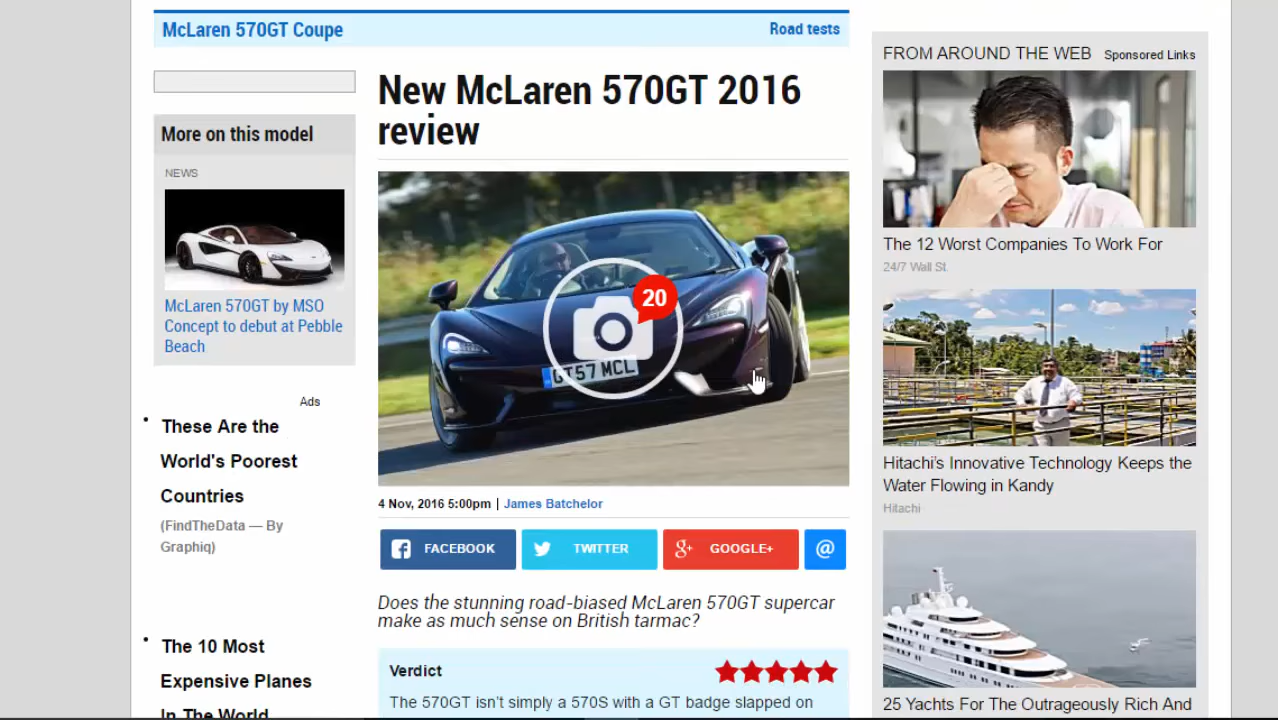 McLaren 570GT Coupe
Road tests
More on this model
NEWS
McLaren 570GT by MSO
Concept to debut at Pebble
Beach
Ads
These Are the
World's Poorest
Countries
(FindTheData — By
Graphiq)
The 10 Most
Expensive Planes
In The World
New McLaren 570GT 2016
review
20
GT57 MCL
4 Nov, 2016 5:00pm | James Batchelor
FACEBOOK
TWITTER
GOOGLE+
@
Does the stunning road-biased McLaren 570GT supercar
make as much sense on British tarmac?
Verdict
The 570GT isn't simply a 570S with a GT badge slapped on
FROM AROUND THE WEB Sponsored Links
The 12 Worst Companies To Work For
24/7 Wall St.
Hitachi's Innovative Technology Keeps the
Water Flowing in Kandy
Hitachi
25 Yachts For The Outrageously Rich And